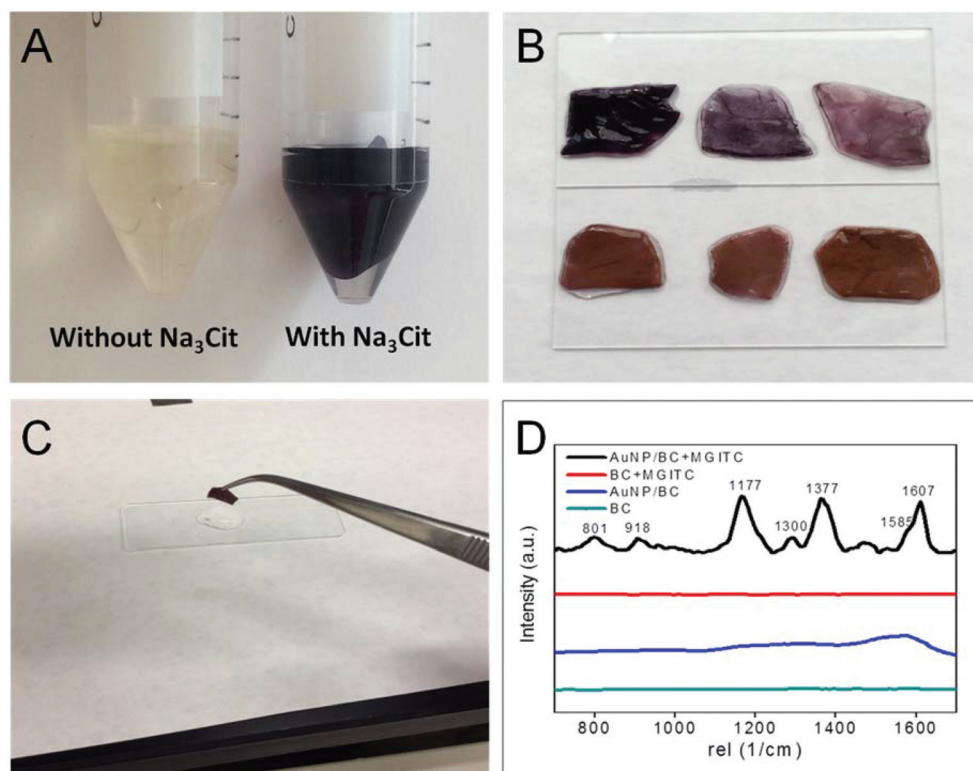 A
Without Na₃Cit
With Na₃Cit
B
C
D
AuNP/BC+MGITC
BC+MGITC
AuNP/BC
BC
801
918
1177
1300
1377
1585
1607
Intensity (a.u.)
800 1000 1200 1400 1600
rel (1/cm)